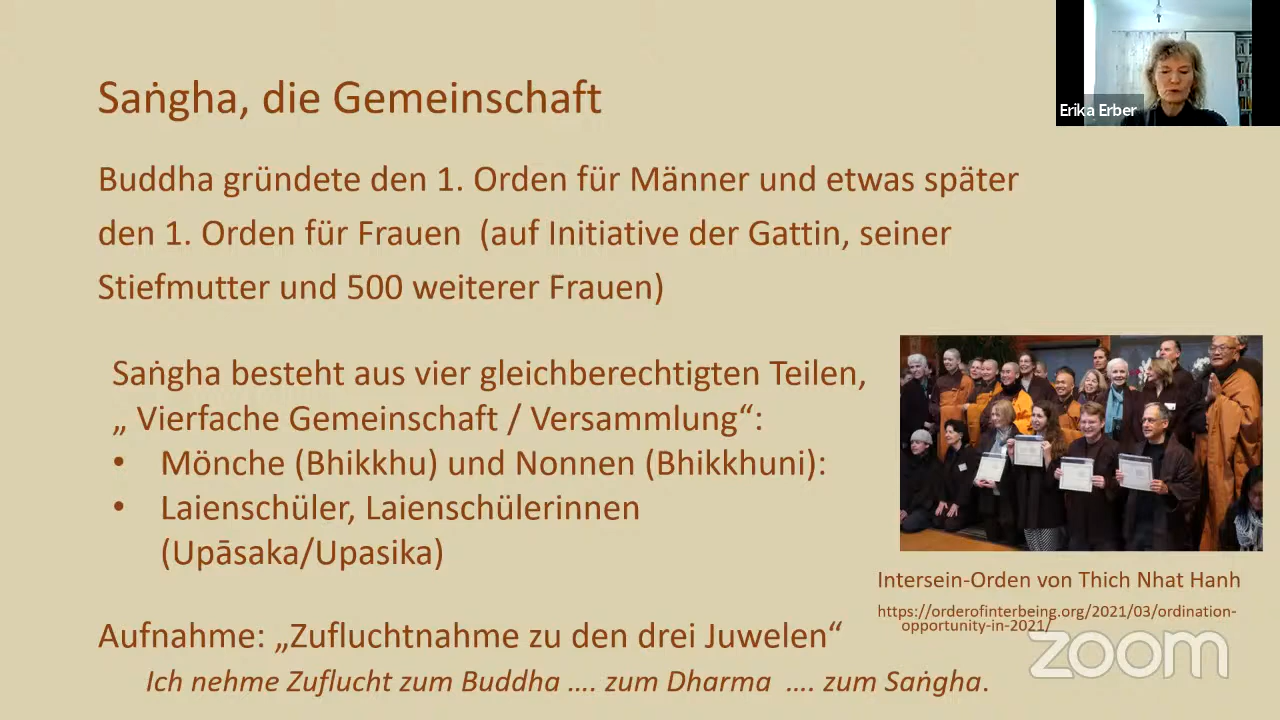 Saṅgha, die Gemeinschaft
Erika Erber
Buddha gründete den 1. Orden für Männer und etwas später
den 1. Orden für Frauen (auf Initiative der Gattin, seiner
Stiefmutter und 500 weiterer Frauen)
Saṅgha besteht aus vier gleichberechtigten Teilen,
„ Vierfache Gemeinschaft / Versammlung“:
• Mönche (Bhikkhu) und Nonnen (Bhikkhuni):
• Laienschüler, Laienschülerinnen
(Upāsaka/Upasika)
Intersein-Orden von Thich Nhat Hanh
https://orderofinterbeing.org/2021/03/ordination-
opportunity-in-2021/
Aufnahme: „Zufluchtnahme zu den drei Juwelen“
Ich nehme Zuflucht zum Buddha …. zum Dharma …. zum Saṅgha.
zoom